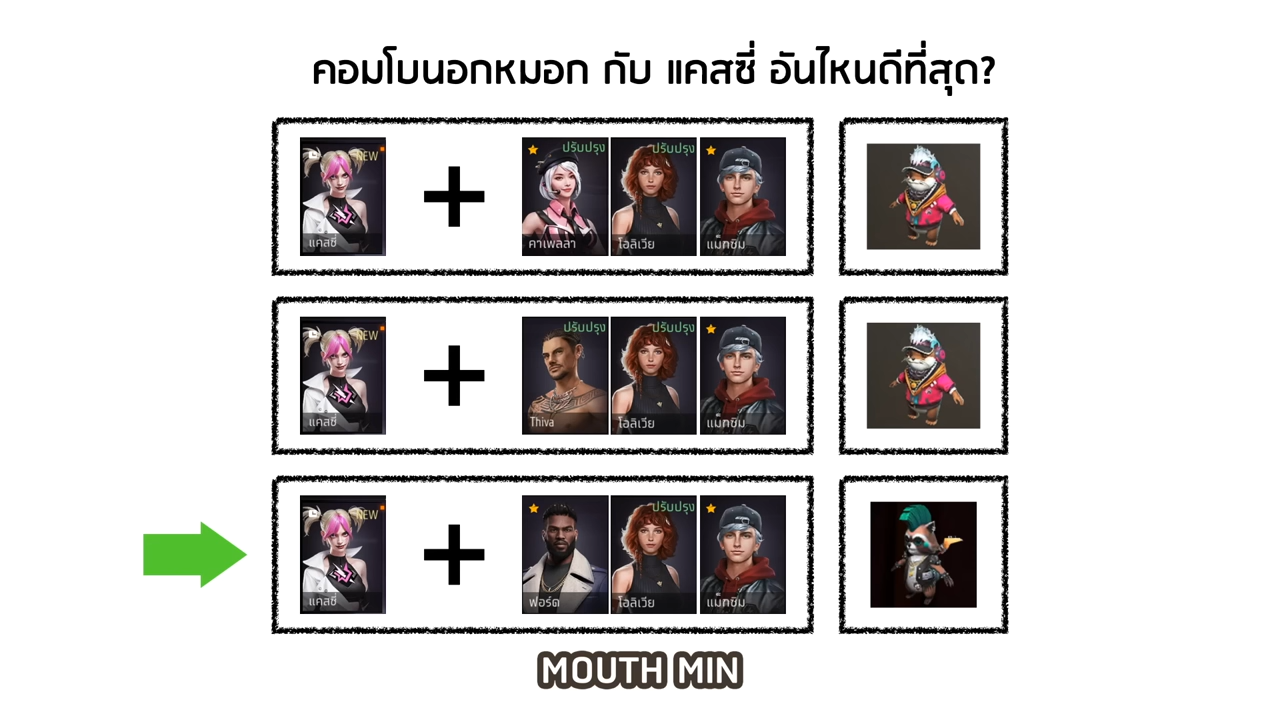 คอมโบนอกหมอก กับ แคสซี่ อันไหนดีที่สุด?
NEW
แคสซี่
ปรับปรุง
คาเพลลา
ปรับปรุง
โอลิเวีย
แม็กซิม
NEW
แคสซี่
ปรับปรุง
Thiva
ปรับปรุง
โอลิเวีย
แม็กซิม
NEW
แคสซี่
ฟอร์ด
ปรับปรุง
โอลิเวีย
แม็กซิม
MOUTH MIN